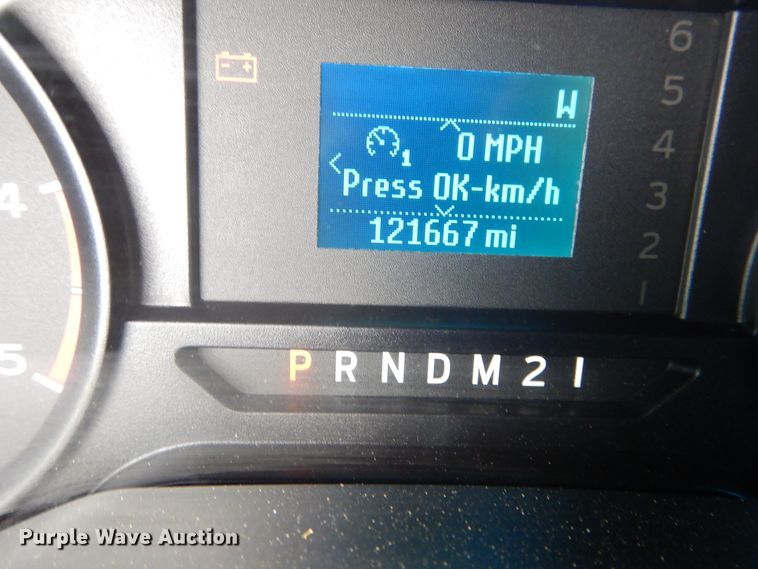 6
5
4
3
2
1
W
1 0 MPH
Press OK-km/h
121667 mi
4
5
P R N D M 2 1
Purple Wave Auction